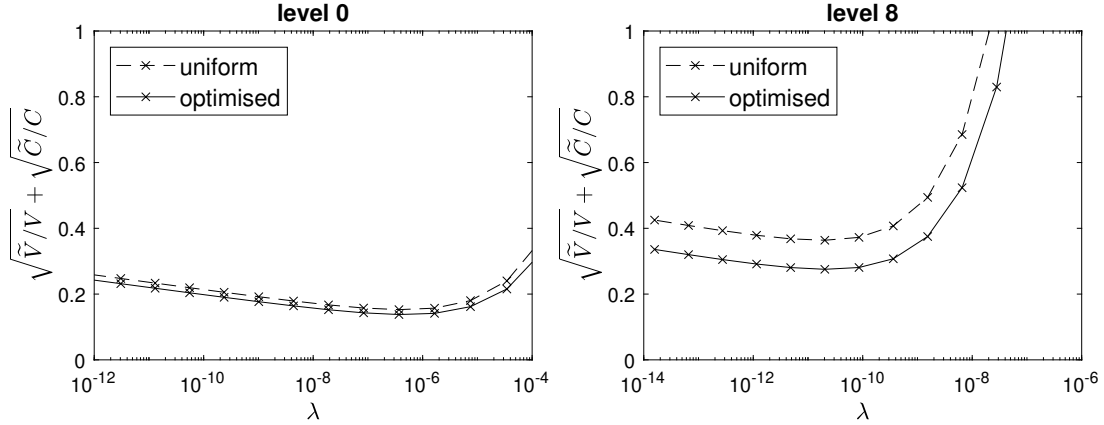 level 0
1
0.8
0.6
0.4
0.2
0
√Ṽ/V + √C̃/C
uniform
optimised
10^-12
10^-10
10^-8
10^-6
10^-4
λ
level 8
1
0.8
0.6
0.4
0.2
0
√Ṽ/V + √C̃/C
uniform
optimised
10^-14
10^-12
10^-10
10^-8
10^-6
λ